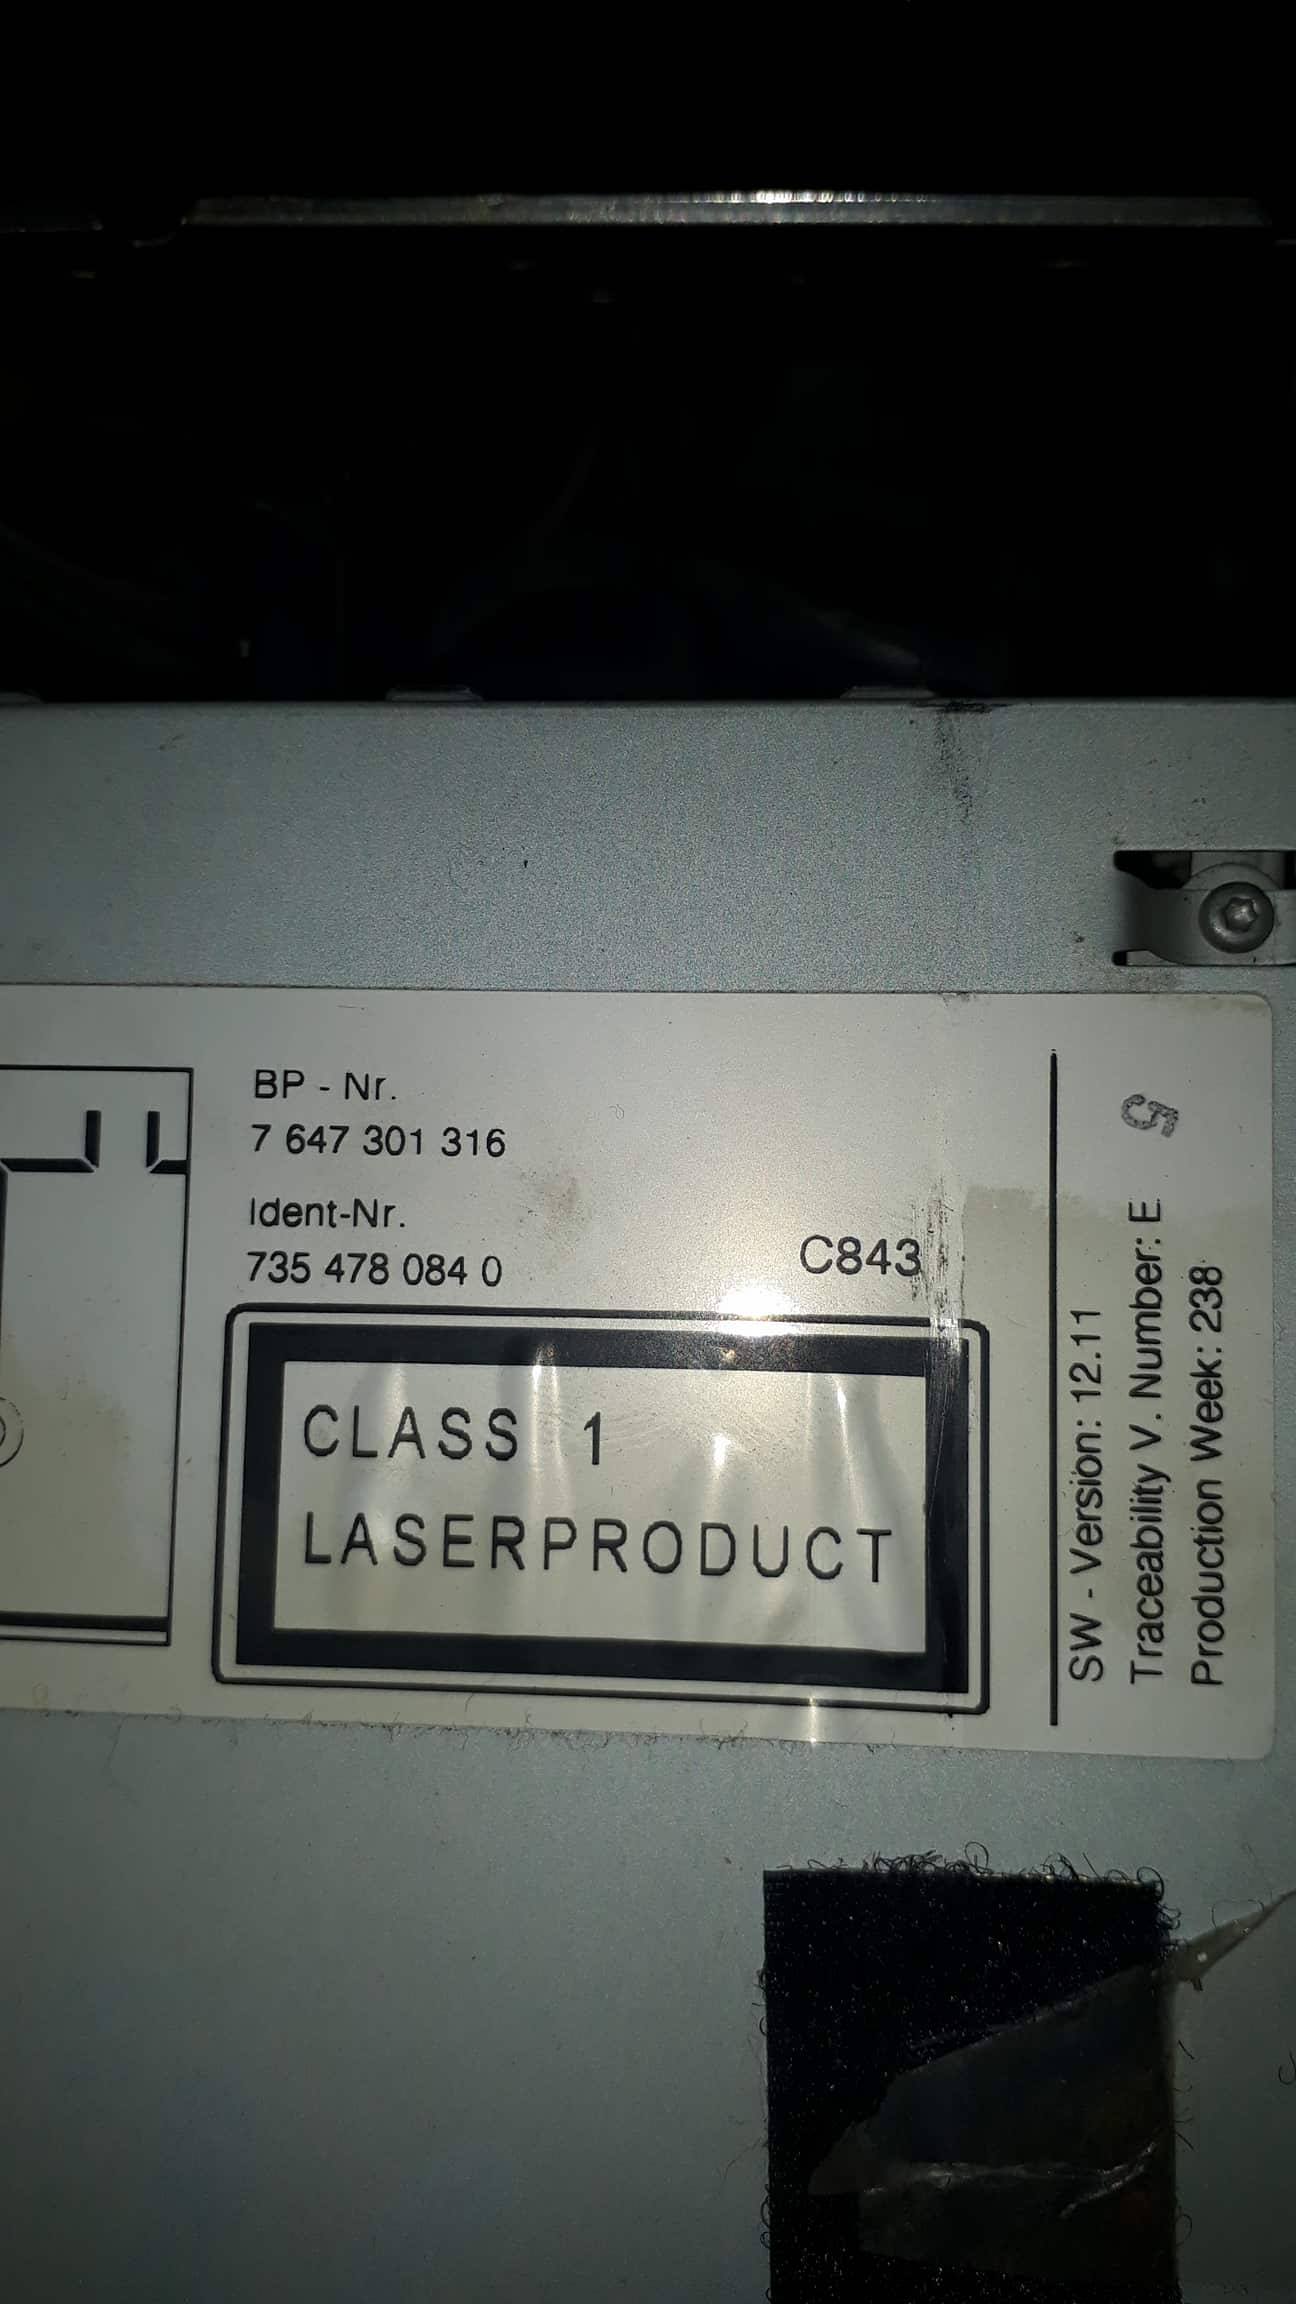 BP - Nr.
7 647 301 316
Ident-Nr.
735 478 084 0
C843
CLASS 1
LASERPRODUCT
SW - Version: 12.11
Traceability V. Number: E
Production Week: 238